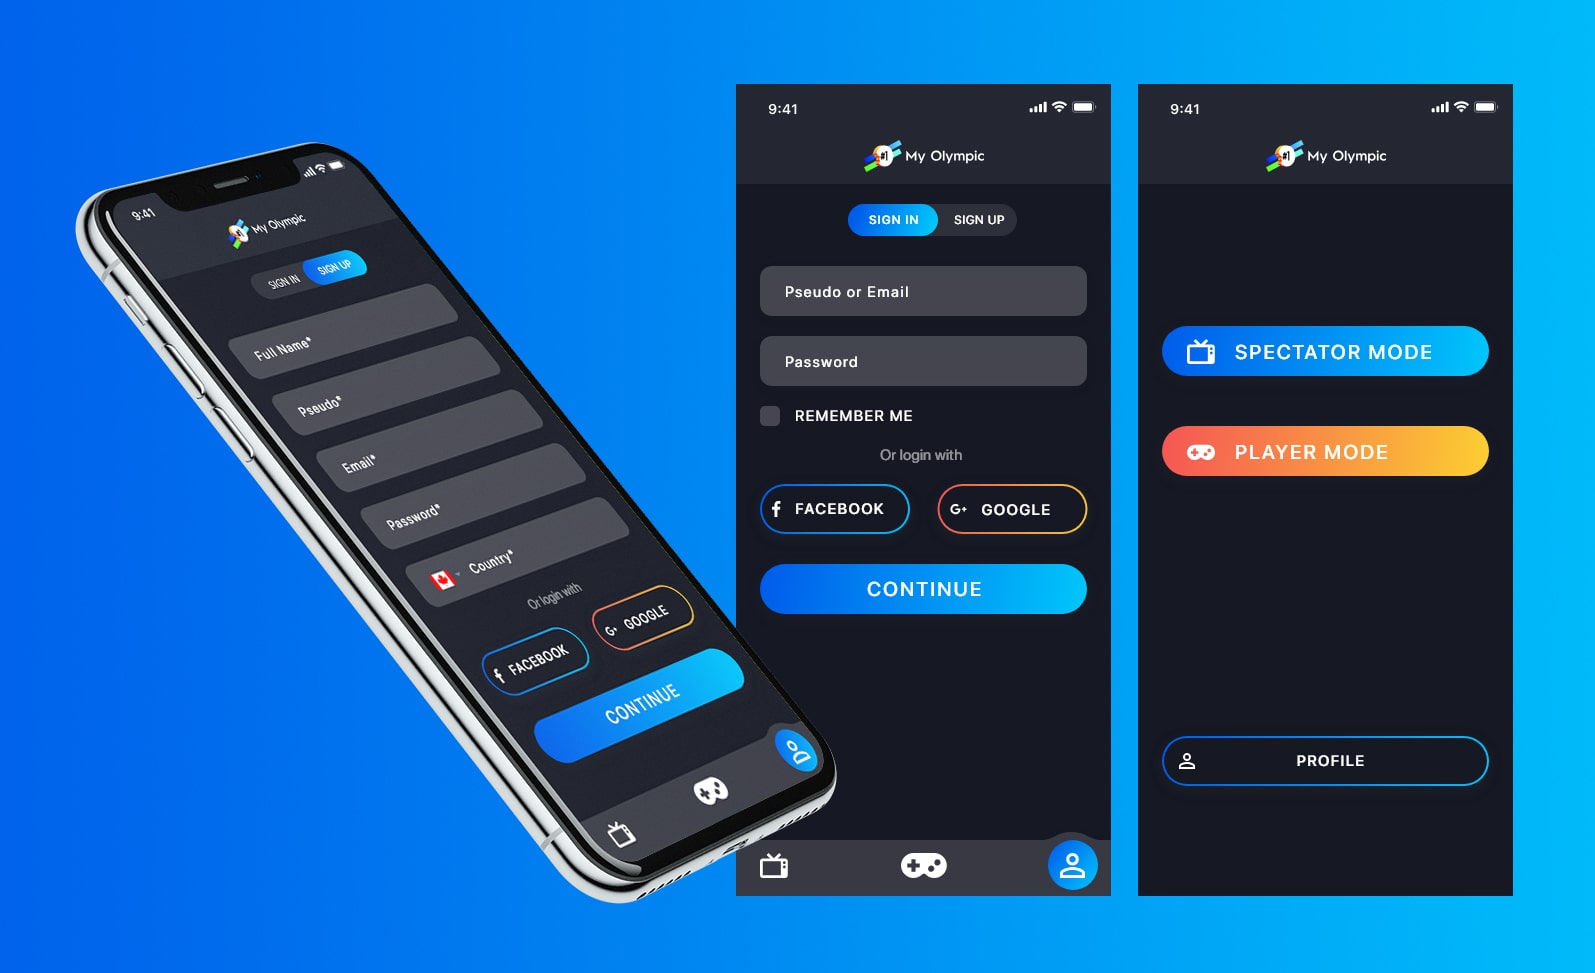 9:41
My Olympic
SIGN IN SIGN UP
Full Name*
Pseudo*
Email*
Password*
Country*
Or login with
FACEBOOK G+ GOOGLE
CONTINUE
9:41
#1 My Olympic
SIGN IN SIGN UP
Pseudo or Email
Password
REMEMBER ME
Or login with
f FACEBOOK G+ GOOGLE
CONTINUE
9:41
#1 My Olympic
SPECTATOR MODE
PLAYER MODE
PROFILE